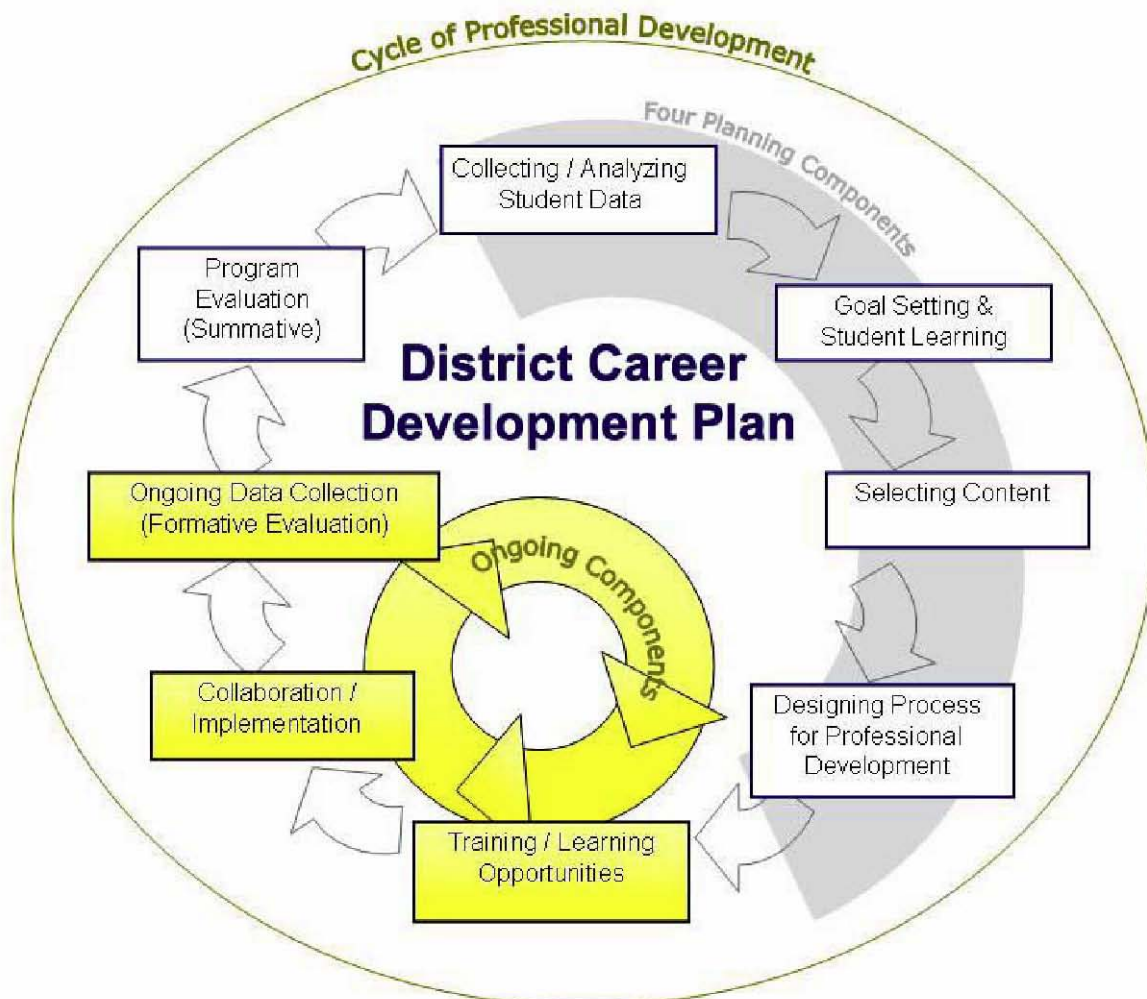 Cycle of Professional Development
Four Planning Components
Collecting / Analyzing
Student Data
Goal Setting &
Student Learning
Selecting Content
Designing Process
for Professional
Development
Training / Learning
Opportunities
Collaboration /
Implementation
Ongoing Data Collection
(Formative Evaluation)
Program
Evaluation
(Summative)
District Career
Development Plan
Ongoing Components